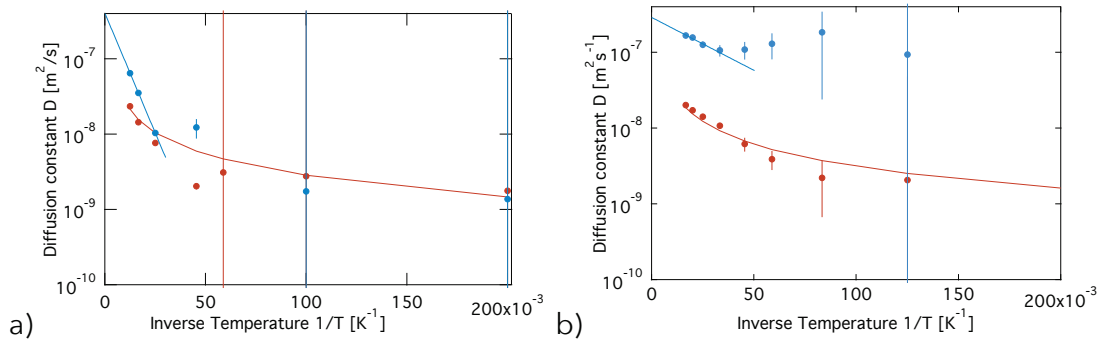 Diffusion constant D [m²/s]
10⁻⁷
10⁻⁸
10⁻⁹
10⁻¹⁰
0
50
100
150
200x10⁻³
Inverse Temperature 1/T [K⁻¹]
a)
Diffusion constant D [m²s⁻¹]
10⁻⁷
10⁻⁸
10⁻⁹
10⁻¹⁰
0
50
100
150
200x10⁻³
Inverse Temperature 1/T [K⁻¹]
b)